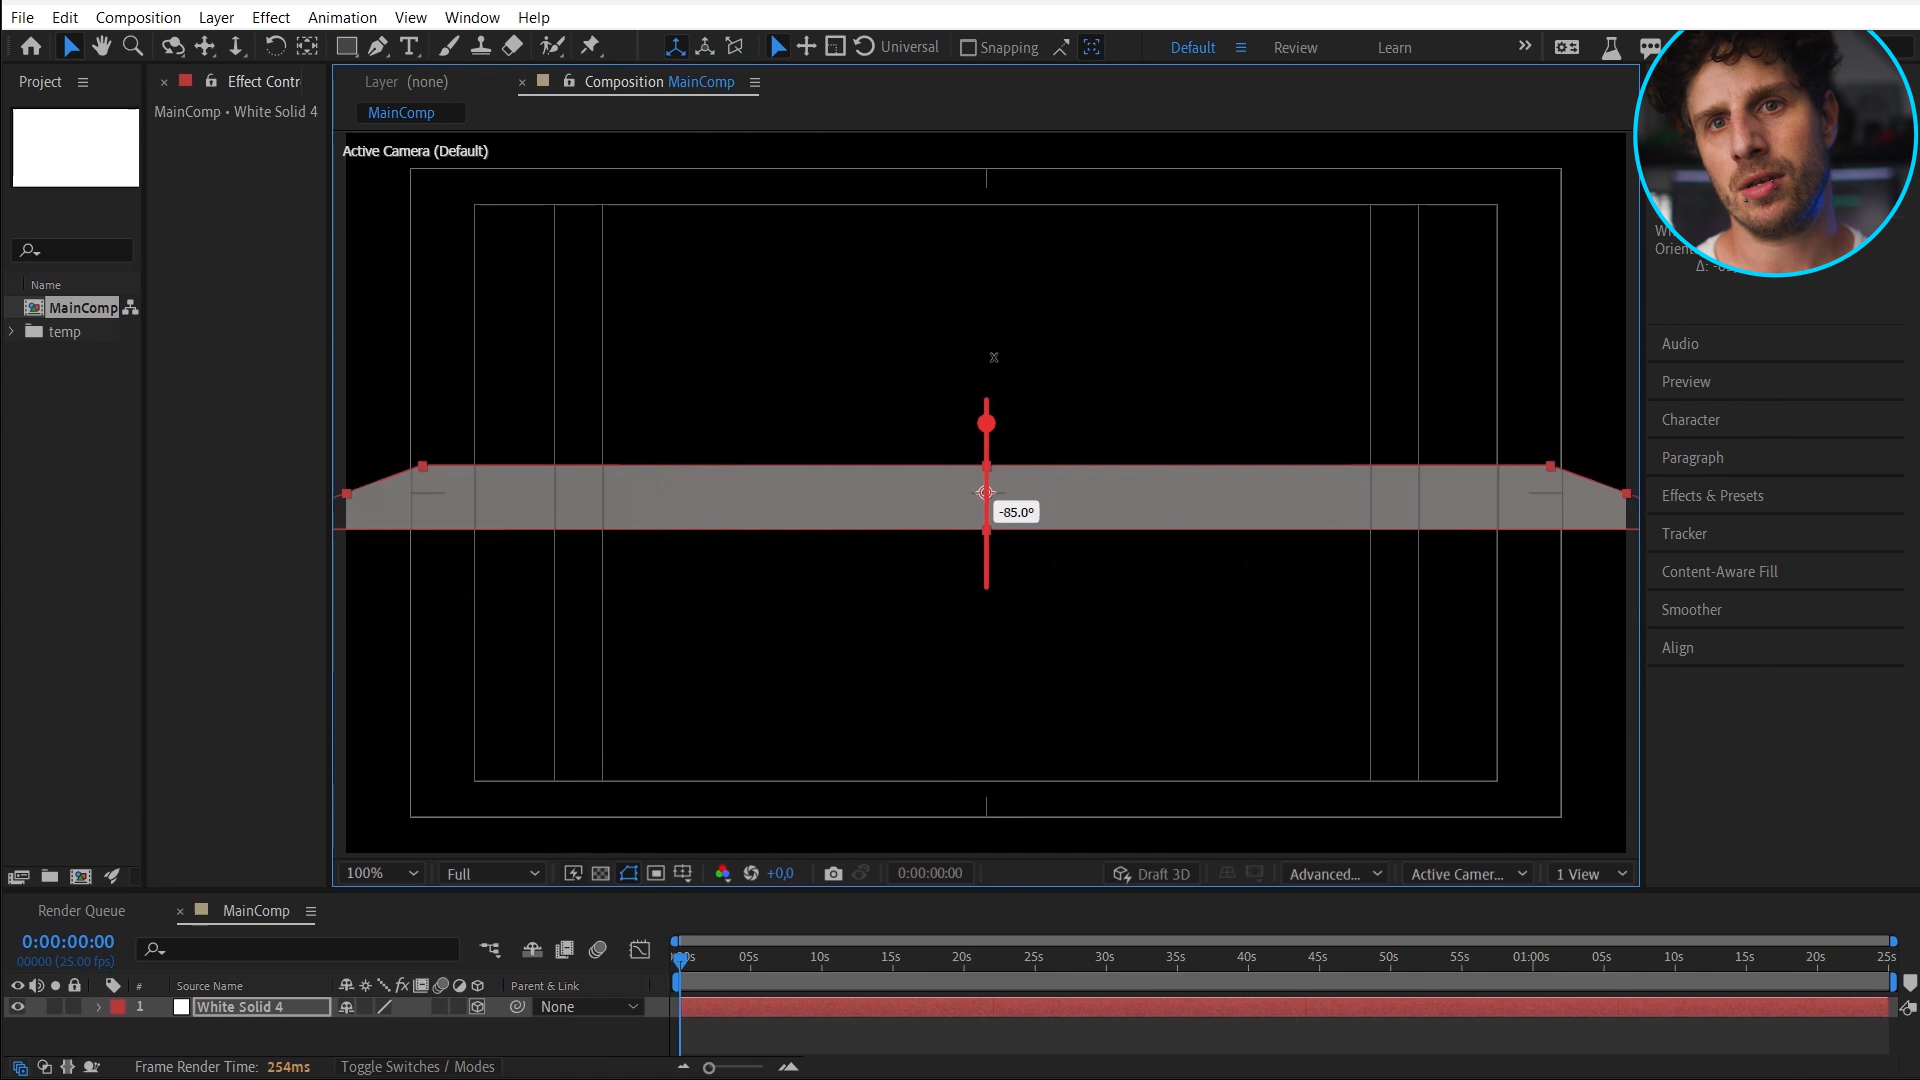 File Edit Composition Layer Effect Animation View Window Help
Universal Snapping Default Review Learn
Project Effect Contr Layer (none) Composition MainComp
MainComp • White Solid 4
MainComp
Active Camera (Default)
Name
MainComp
temp
x
-85.0°
Audio
Preview
Character
Paragraph
Effects & Presets
Tracker
Content-Aware Fill
Smoother
Align
100% Full +0,0 0:00:00:00 Draft 3D Advanced... Active Camer... 1 View
Render Queue MainComp
0:00:00:00
00000 (25.00 fps)
05s 10s 15s 20s 25s 30s 35s 40s 45s 50s 55s 01:00s 05s 10s 15s 20s 25s
# Source Name fx Parent & Link
1 White Solid 4 None
Frame Render Time: 254ms Toggle Switches / Modes